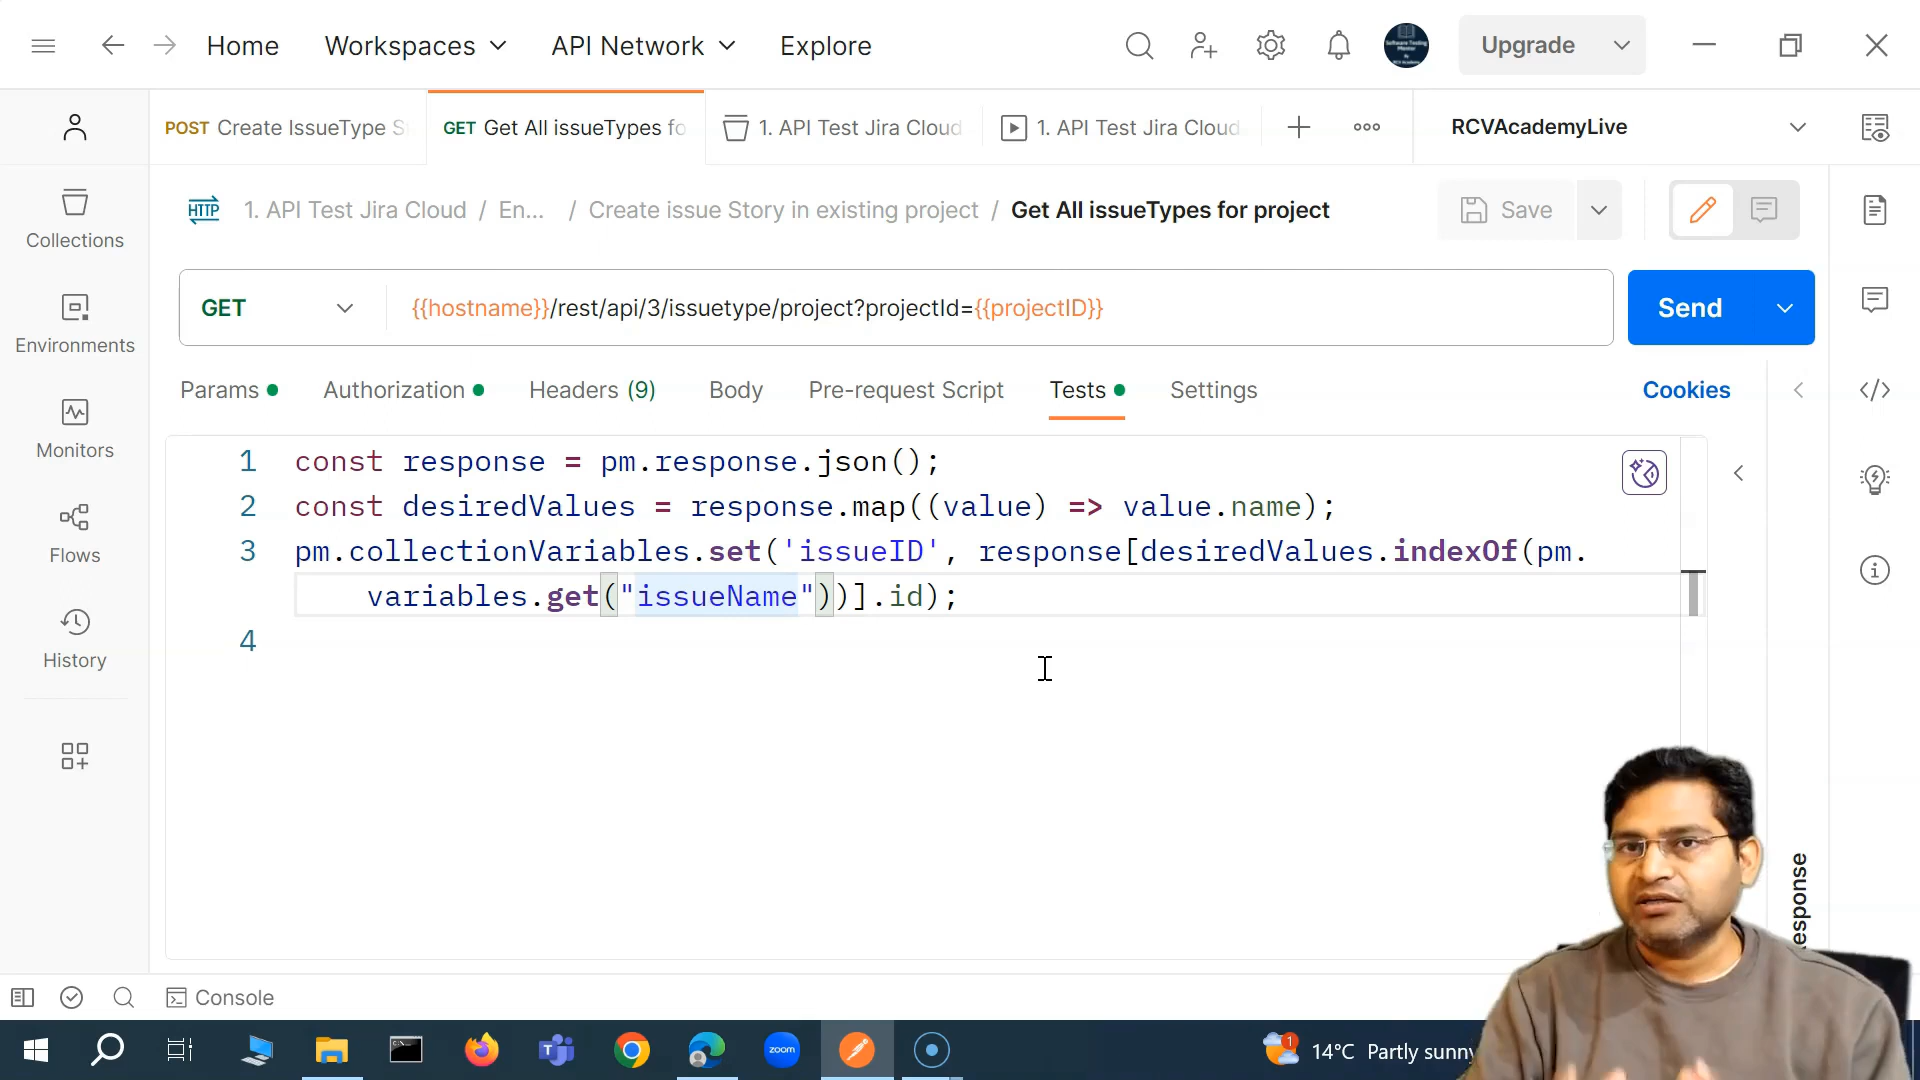 Home Workspaces API Network Explore Upgrade
POST Create IssueType S GET Get All issueTypes fo 1. API Test Jira Cloud 1. API Test Jira Cloud RCVAcademyLive
HTTP 1. API Test Jira Cloud / En... / Create issue Story in existing project / Get All issueTypes for project Save
Collections
GET {{hostname}}/rest/api/3/issuetype/project?projectId={{projectID}} Send
Environments
Params Authorization Headers (9) Body Pre-request Script Tests Settings Cookies
Monitors
1 const response = pm.response.json();
2 const desiredValues = response.map((value) => value.name);
3 pm.collectionVariables.set('issueID', response[desiredValues.indexOf(pm.
variables.get("issueName"))].id);
4
Flows
History
esponse
Console
zoom
1 14°C Partly sunny